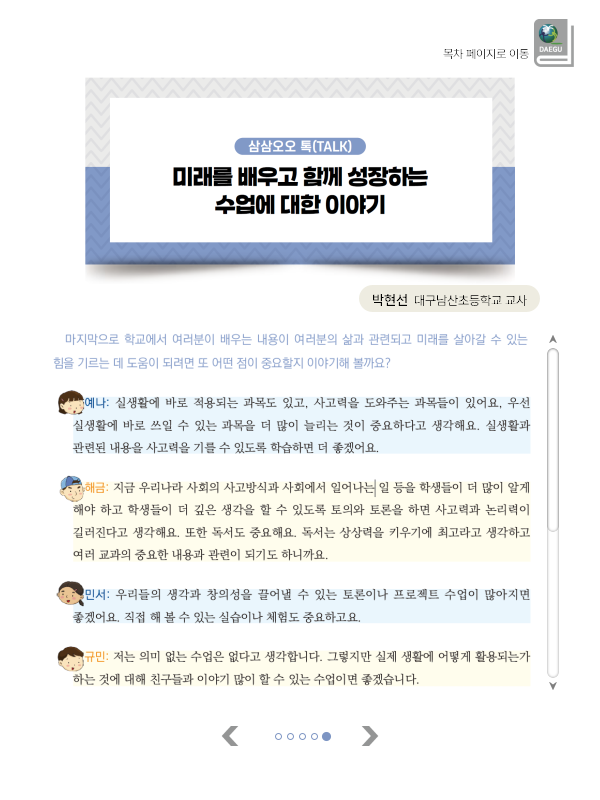 목차 페이지로 이동
DAEGU
삼삼오오 톡(TALK)
미래를 배우고 함께 성장하는
수업에 대한 이야기
박현선 대구남산초등학교 교사
마지막으로 학교에서 여러분이 배우는 내용이 여러분의 삶과 관련되고 미래를 살아갈 수 있는
힘을 기르는 데 도움이 되려면 또 어떤 점이 중요할지 이야기해 볼까요?
예나: 실생활에 바로 적용되는 과목도 있고, 사고력을 도와주는 과목들이 있어요, 우선
실생활에 바로 쓰일 수 있는 과목을 더 많이 늘리는 것이 중요하다고 생각해요. 실생활과
관련된 내용을 사고력을 기를 수 있도록 학습하면 더 좋겠어요.
해금: 지금 우리나라 사회의 사고방식과 사회에서 일어나는 일 등을 학생들이 더 많이 알게
해야 하고 학생들이 더 깊은 생각을 할 수 있도록 토의와 토론을 하면 사고력과 논리력이
길러진다고 생각해요. 또한 독서도 중요해요. 독서는 상상력을 키우기에 최고라고 생각하고
여러 교과의 중요한 내용과 관련이 되기도 하니까요.
민서: 우리들의 생각과 창의성을 끌어낼 수 있는 토론이나 프로젝트 수업이 많아지면
좋겠어요. 직접 해 볼 수 있는 실습이나 체험도 중요하고요.
규민: 저는 의미 없는 수업은 없다고 생각합니다. 그렇지만 실제 생활에 어떻게 활용되는가
하는 것에 대해 친구들과 이야기 많이 할 수 있는 수업이면 좋겠습니다.